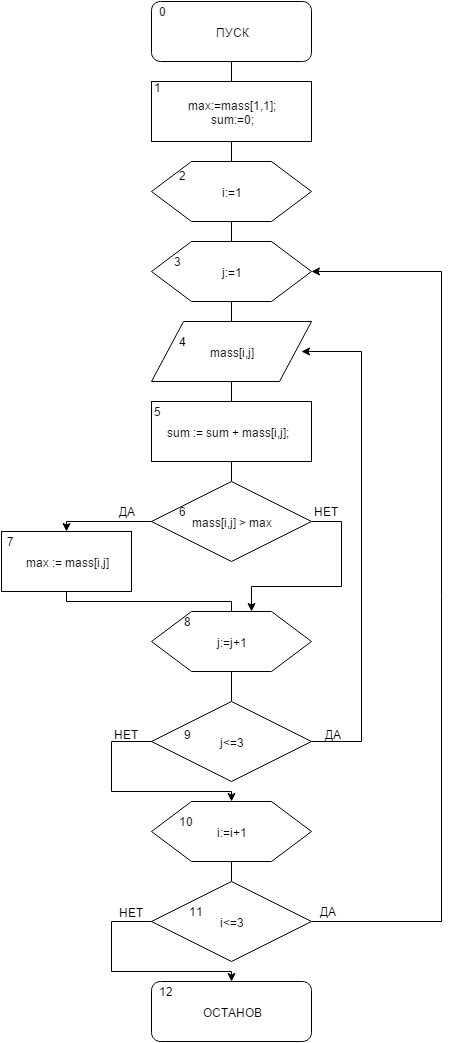 0
ПУСК
1
max:=mass[1,1];
sum:=0;
2
i:=1
3
j:=1
4
mass[i,j]
5
sum := sum + mass[i,j];
6
ДА
НЕТ
mass[i,j] > max
7
max := mass[i,j]
8
j:=j+1
9
НЕТ
ДА
j<=3
10
i:=i+1
11
НЕТ
ДА
i<=3
12
ОСТАНОВ